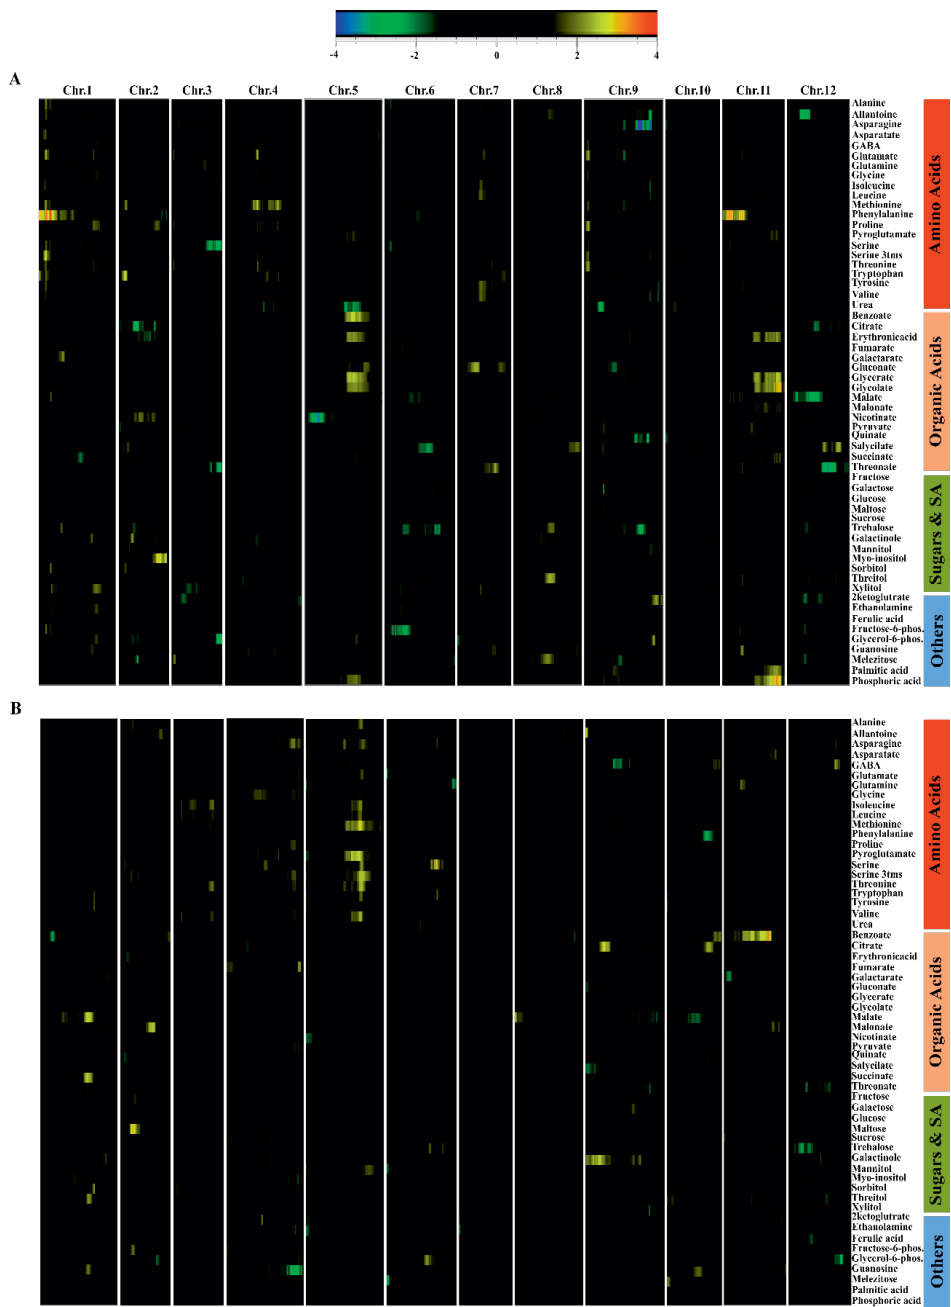 -4 -2 0 2 4
A
Chr.1 Chr.2 Chr.3 Chr.4 Chr.5 Chr.6 Chr.7 Chr.8 Chr.9 Chr.10 Chr.11 Chr.12
Alanine
Allantoine
Asparagine
Asparatate
GABA
Glutamate
Glutamine
Glycine
Isoleucine
Leucine
Methionine
Phenylalanine
Proline
Pyroglutamate
Serine
Serine 3tms
Threonine
Tryptophan
Tyrosine
Valine
Urea
Amino Acids
Benzoate
Citrate
Erythronicacid
Fumarate
Galactarate
Gluconate
Glycerate
Glycolate
Malate
Malonate
Nicotinate
Pyruvate
Quinate
Salycilate
Succinate
Threonate
Organic Acids
Fructose
Galactose
Glucose
Maltose
Sucrose
Trehalose
Galactinole
Mannitol
Myo-inositol
Sorbitol
Threitol
Xylitol
Sugars & SA
2ketoglutrate
Ethanolamine
Ferulic acid
Fructose-6-phos.
Glycerol-6-phos.
Guanosine
Melezitose
Palmitic acid
Phosphoric acid
Others
B
Alanine
Allantoine
Asparagine
Asparatate
GABA
Glutamate
Glutamine
Glycine
Isoleucine
Leucine
Methionine
Phenylalanine
Proline
Pyroglutamate
Serine
Serine 3tms
Threonine
Tryptophan
Tyrosine
Valine
Urea
Amino Acids
Benzoate
Citrate
Erythronicacid
Fumarate
Galactarate
Gluconate
Glycerate
Glycolate
Malate
Malonate
Nicotinate
Pyruvate
Quinate
Salycilate
Succinate
Threonate
Organic Acids
Fructose
Galactose
Glucose
Maltose
Sucrose
Trehalose
Galactinole
Mannitol
Myo-inositol
Sorbitol
Threitol
Xylitol
Sugars & SA
2ketoglutrate
Ethanolamine
Ferulic acid
Fructose-6-phos.
Glycerol-6-phos.
Guanosine
Melezitose
Palmitic acid
Phosphoric acid
Others